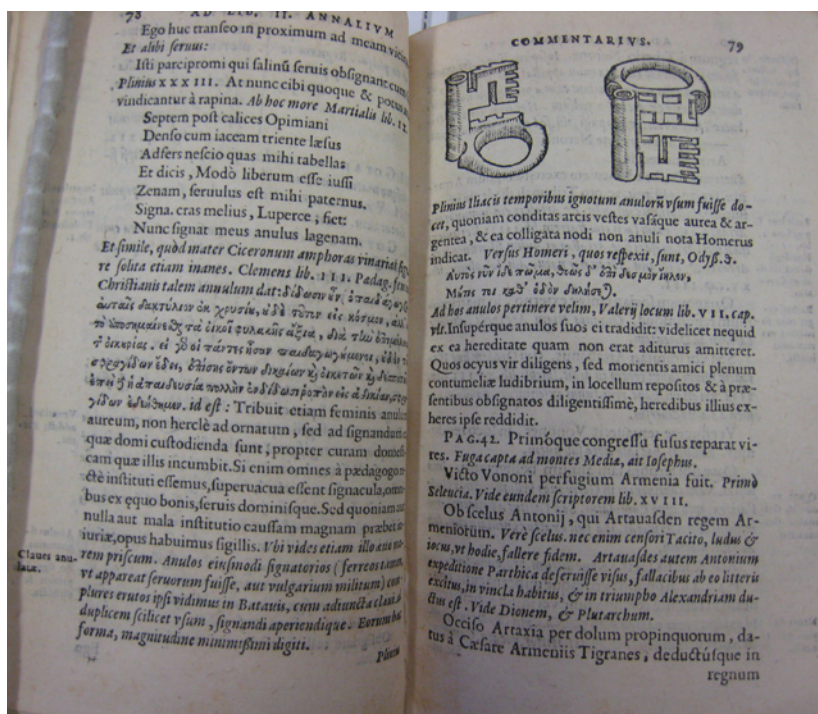 78 AD LIB. II. ANNALIVM
Ego huc transeo in proximum ad meam
Et alibi seruus:
Isti parcipromi qui salinũ seruis obsignant cum
Plinius XXXIII. At nunc cibi quoque & potus
vindicantur à rapina. Ab hoc more Martialis lib. IX
Septem post calices Opimiani
Denso cum iaceam triente læsus
Adfers nescio quas mihi tabellas
Et dicis, Modò liberum esse iussi
Zenam, seruulus est mihi paternus.
Signa. cras melius, Luperce, fiet:
Nunc signat meus anulus lagenam.
Et simile, quòd mater Ciceronum amphoras vinarias
re solita etiam inanes. Clemens lib. III. Pædag.
Christianis talem anulum dat:
id est: Tribuit etiam feminis anulum
aureum, non herclè ad ornatum, sed ad signandum
quæ domi custodienda sunt, propter curam
cam quæ illis incumbit. Si enim omnes à pædagogo
ctè instituti essemus, superuacua essent signacula,
bus ex equo bonis, seruis dominisque. Sed quoniam
nulla aut mala institutio caussam magnam præbet
iuriæ, opus habuimus sigillis. Vbi vides etiam illo æuo
Claues anulatæ.
rem priscum. Anulos eiusmodi signatorios (ferreos
vt appareat seruorum fuisse, aut vulgarium militum)
plures erutos ipsi vidimus in Batauis, cum adiuncta claui,
duplicem scilicet vsum, signandi aperiendique. Eorum hæc
forma, magnitudine minimissimi digiti.
COMMENTARIVS. 79
Plinius Iliacis temporibus ignotum anulorũ vsum fuisse do-
cet, quoniam conditas arcis vestes vasáque aurea & ar-
gentea, & ea colligata nodi non anuli nota Homerus
indicat. Versus Homeri, quos respexit, sunt, Odyss. θ.
Ad hos anulos pertinere velim, Valerij locum lib. VII. cap.
vlt. Insupérque anulos suos ei tradidit: videlicet nequid
ex ea hereditate quam non erat aditurus amitteret.
Quos ocyus vir diligens, sed morientis amici plenum
contumeliæ ludibrium, in locellum repositos & à præ-
sentibus obsignatos diligentissimè, heredibus illius ex-
heres ipse reddidit.
PAG. 42. Primóque congressu fusus reparat vi-
res. Fuga capta ad montes Mediæ, ait Iosephus.
Victo Vononi perfugium Armenia fuit. Primò
Seleucia. Vide eundem scriptorem lib. XVIII.
Ob scelus Antonij, qui Artauasden regem Ar-
meniorum. Verè scelus. nec enim censori Tacito, ludus &
iocus, vt hodie, fallere fidem. Artauasdes autem Antonium
expeditione Parthica deseruisse visus, fallacibus ab eo litteris
excitus, in vincla habitus, & in triumpho Alexandriam du-
ctus est. Vide Dionem, & Plutarchum.
Occiso Artaxia per dolum propinquorum, da-
tus à Cæsare Armeniis Tigranes, deductúsque in
regnum